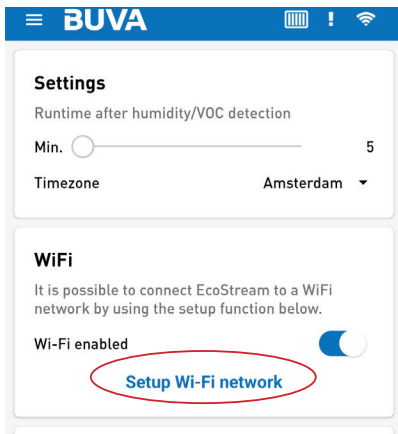 BUVA
Settings
Runtime after humidity/VOC detection
Min. 5
Timezone Amsterdam
WiFi
It is possible to connect EcoStream to a WiFi
network by using the setup function below.
Wi-Fi enabled
Setup Wi-Fi network